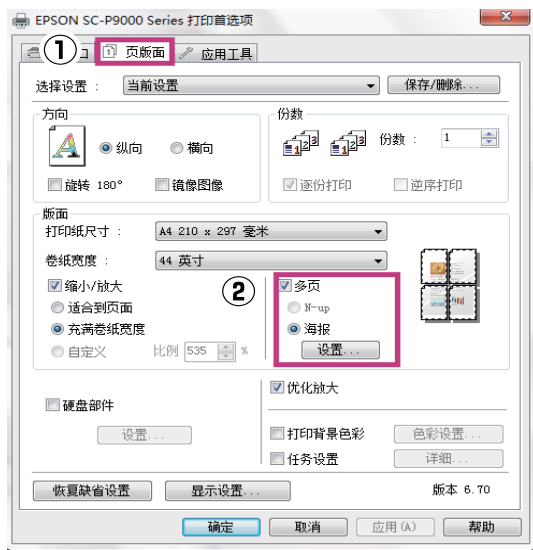 EPSON SC-P9000 Series 打印首选项
① 页版面 应用工具
选择设置 : 当前设置 保存/删除...
方向
纵向 横向
旋转 180° 镜像图像
份数
份数 : 1
逐份打印 逆序打印
版面
打印纸尺寸 : A4 210 x 297 毫米
卷纸宽度 : 44 英寸
缩小/放大
适合到页面
充满卷纸宽度
自定义 比例 535 %
②
多页
N-up
海报
设置...
硬盘部件
设置...
优化放大
打印背景色彩 色彩设置...
任务设置 详细...
恢复缺省设置 显示设置... 版本 6.70
确定 取消 应用(A) 帮助